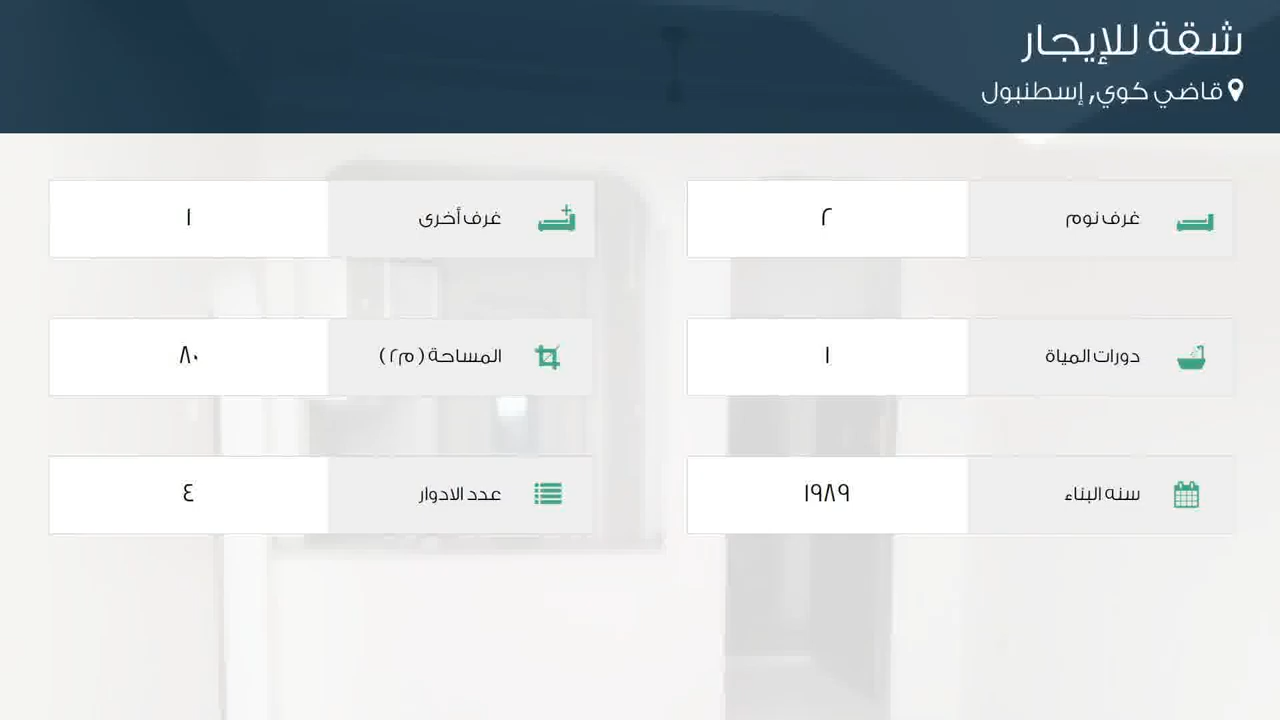 شقة للإيجار
قاضي كوي, إسطنبول
غرف نوم ٢
غرف أخرى ١
دورات المياة ١
المساحة ( م٢ ) ٨٠
سنه البناء ١٩٨٩
عدد الادوار ٤